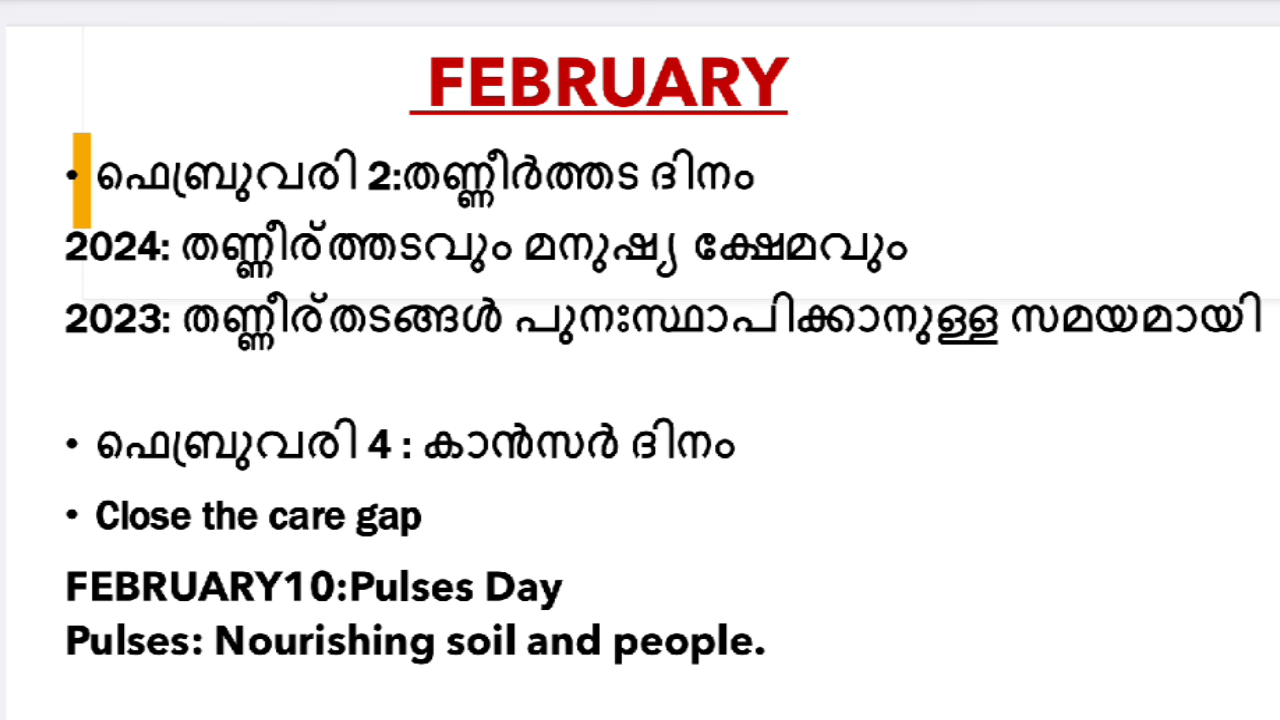 FEBRUARY
• ഫെബ്രുവരി 2:തണ്ണീർത്തട ദിനം
2024: തണ്ണീര്‌ത്തടവും മനുഷ്യ ക്ഷേമവും
2023: തണ്ണീര്‌തടങ്ങൾ പുനഃസ്ഥാപിക്കാനുള്ള സമയമായി
• ഫെബ്രുവരി 4 : കാൻസർ ദിനം
• Close the care gap
FEBRUARY10:Pulses Day
Pulses: Nourishing soil and people.